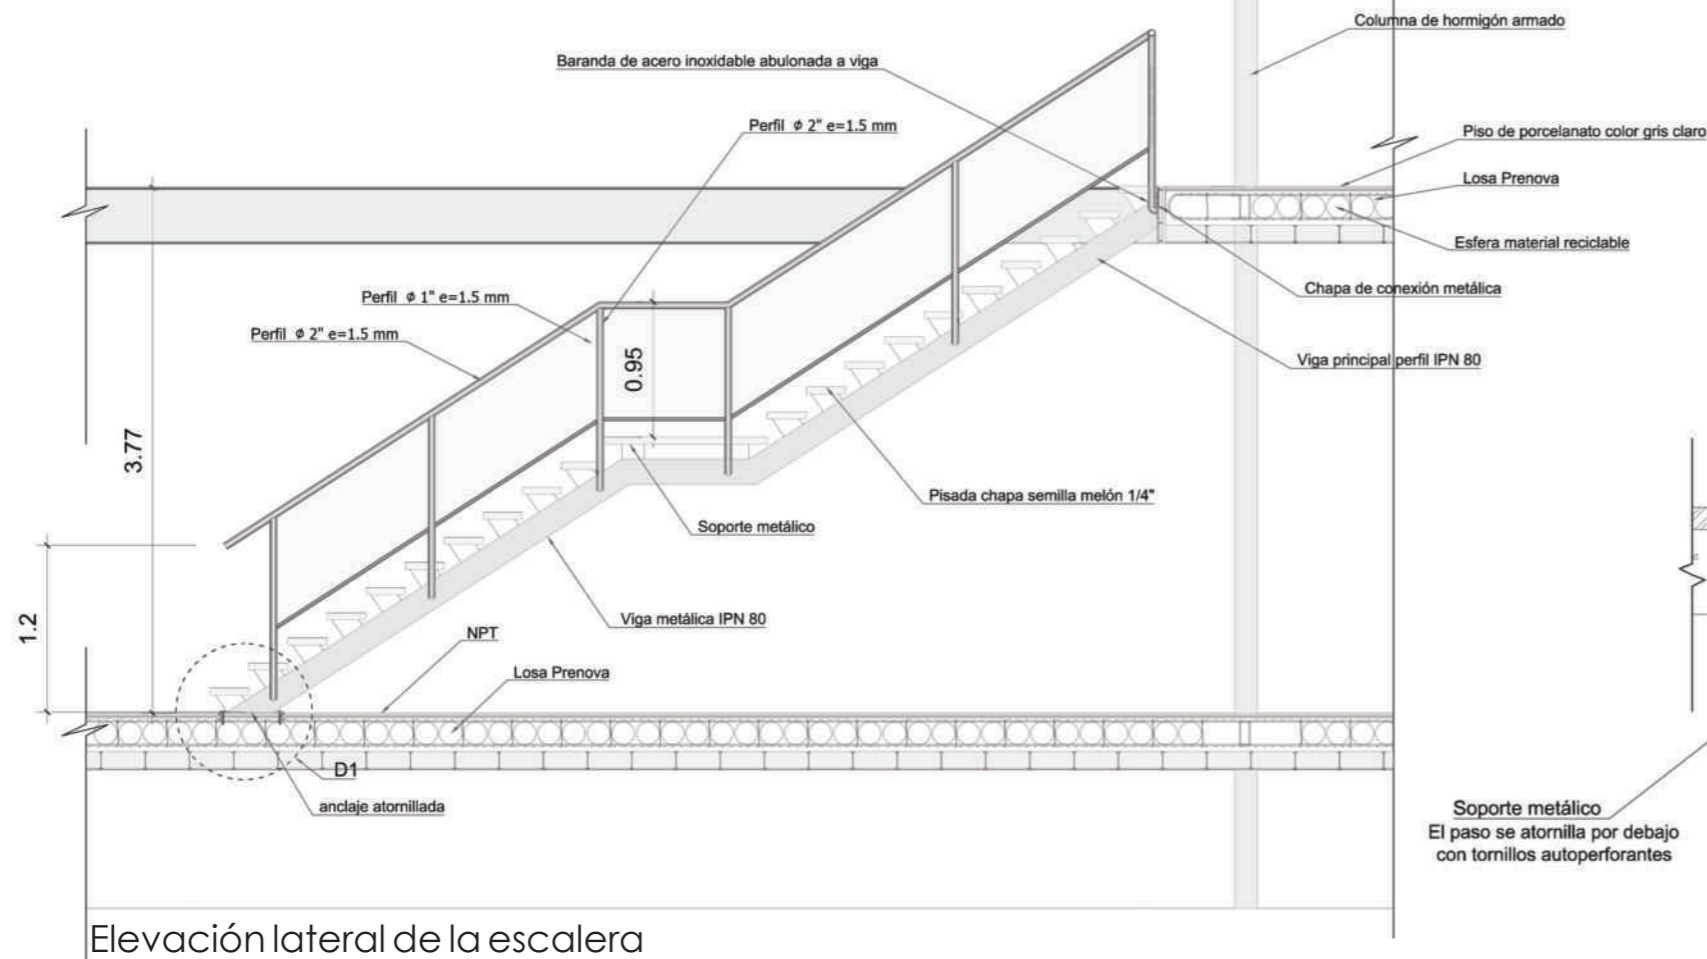 Columna de hormigón armado
Baranda de acero inoxidable abulonada a viga
Perfil ϕ 2" e=1.5 mm
Piso de porcelanato color gris claro
Losa Prenova
Esfera material reciclable
Chapa de conexión metálica
Perfil ϕ 1" e=1.5 mm
Perfil ϕ 2" e=1.5 mm
Viga principal perfil IPN 80
0.95
3.77
Pisada chapa semilla melón 1/4"
Soporte metálico
1.2
Viga metálica IPN 80
NPT
Losa Prenova
D1
anclaje atornillada
Soporte metálico
El paso se atornilla por debajo
con tornillos autoperforantes
Elevación lateral de la escalera